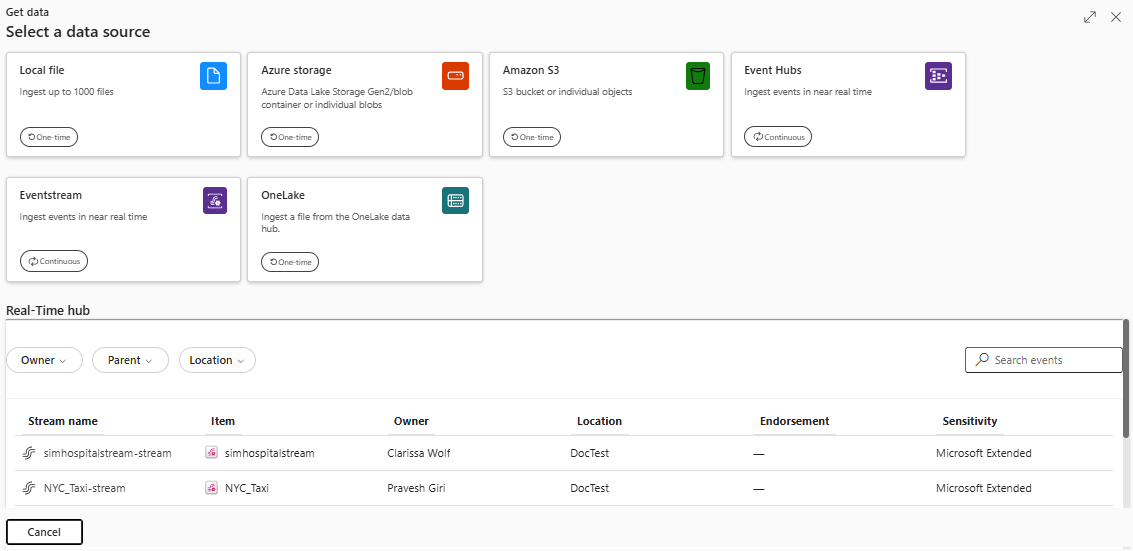 Get data
Select a data source
Local file
Ingest up to 1000 files
One-time
Azure storage
Azure Data Lake Storage Gen2/blob
container or individual blobs
One-time
Amazon S3
S3 bucket or individual objects
One-time
Event Hubs
Ingest events in near real time
Continuous
Eventstream
Ingest events in near real time
Continuous
OneLake
Ingest a file from the OneLake data
hub.
One-time
Real-Time hub
Owner Parent Location Search events
Stream name Item Owner Location Endorsement Sensitivity
simhospitalstream-stream simhospitalstream Clarissa Wolf DocTest — Microsoft Extended
NYC_Taxi-stream NYC_Taxi Pravesh Giri DocTest — Microsoft Extended
Cancel